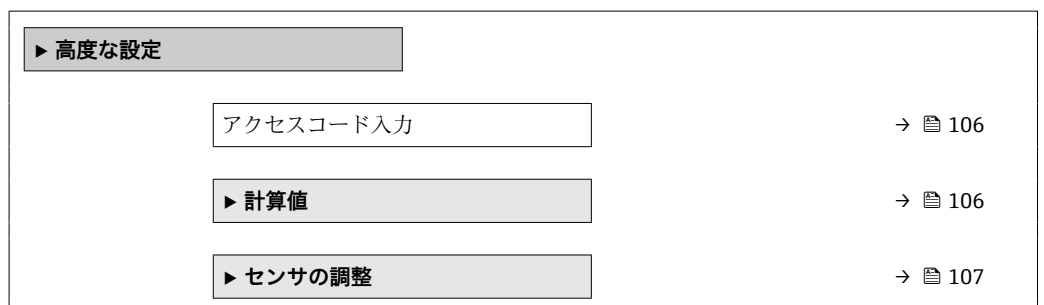 ▶ 高度な設定
アクセスコード入力 → 106
▶ 計算値 → 106
▶ センサの調整 → 107